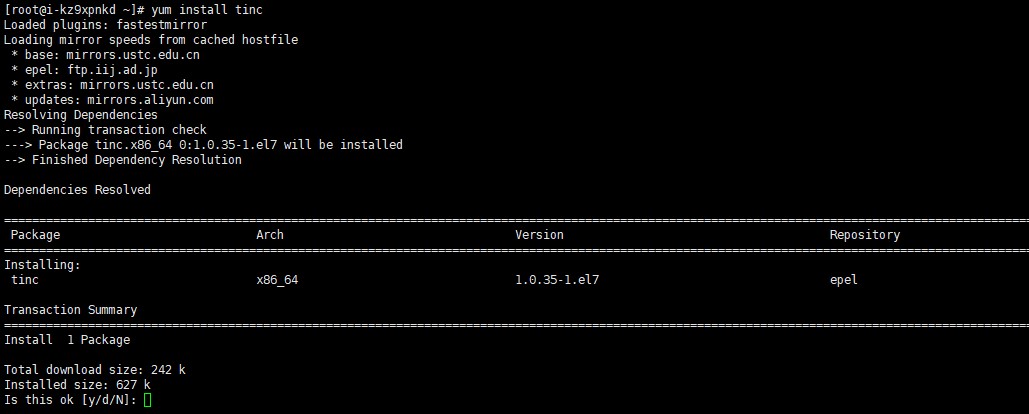 [root@i-kz9xpnkd ~]# yum install tinc
Loaded plugins: fastestmirror
Loading mirror speeds from cached hostfile
 * base: mirrors.ustc.edu.cn
 * epel: ftp.iij.ad.jp
 * extras: mirrors.ustc.edu.cn
 * updates: mirrors.aliyun.com
Resolving Dependencies
--> Running transaction check
---> Package tinc.x86_64 0:1.0.35-1.el7 will be installed
--> Finished Dependency Resolution
Dependencies Resolved
Package Arch Version Repository
Installing:
 tinc x86_64 1.0.35-1.el7 epel
Transaction Summary
Install  1 Package
Total download size: 242 k
Installed size: 627 k
Is this ok [y/d/N]: